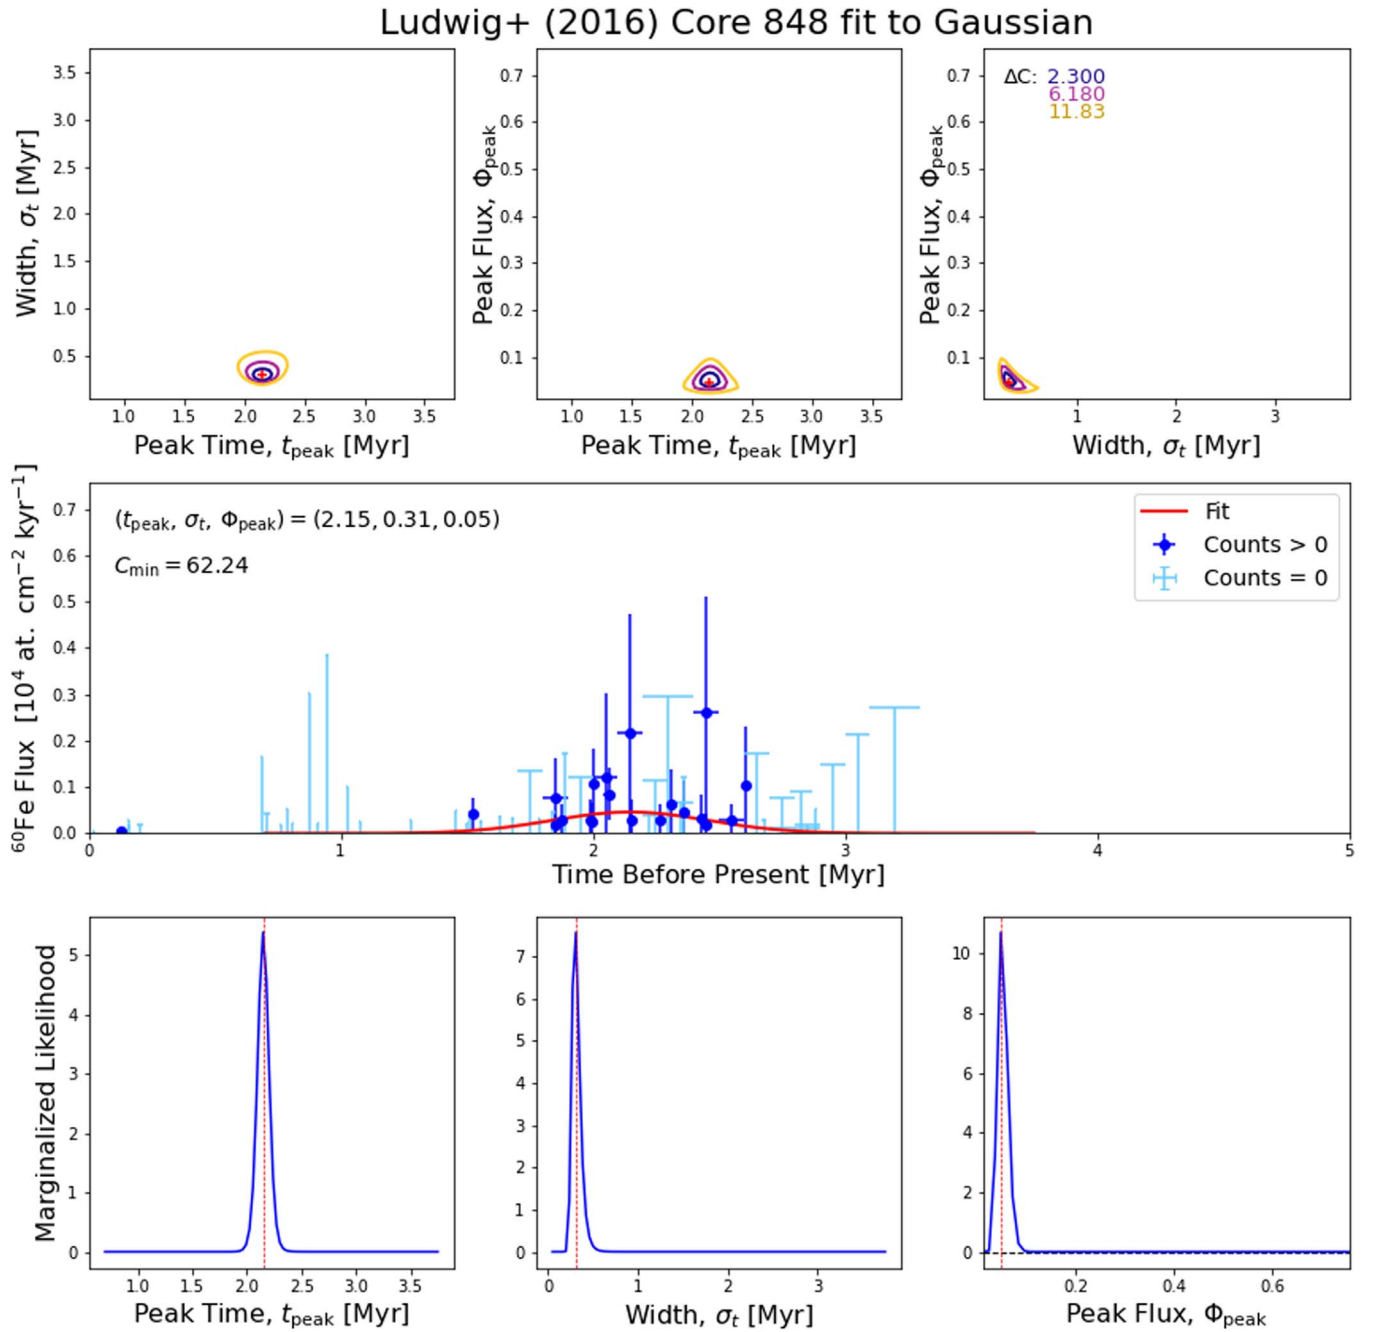 Ludwig+ (2016) Core 848 fit to Gaussian
3.5
3.0
2.5
2.0
1.5
1.0
0.5
Width, σt [Myr]
1.0 1.5 2.0 2.5 3.0 3.5
Peak Time, tpeak [Myr]
0.7
0.6
0.5
0.4
0.3
0.2
0.1
Peak Flux, Φpeak
1.0 1.5 2.0 2.5 3.0 3.5
Peak Time, tpeak [Myr]
0.7
0.6
0.5
0.4
0.3
0.2
0.1
Peak Flux, Φpeak
ΔC: 2.300
6.180
11.83
1 2 3
Width, σt [Myr]
0.7
0.6
0.5
0.4
0.3
0.2
0.1
0.0
⁶⁰Fe Flux [10⁴ at. cm⁻² kyr⁻¹]
(tpeak, σt, Φpeak) = (2.15, 0.31, 0.05)
Cmin = 62.24
Fit
Counts > 0
Counts = 0
0 1 2 3 4 5
Time Before Present [Myr]
5
4
3
2
1
0
Marginalized Likelihood
1.0 1.5 2.0 2.5 3.0 3.5
Peak Time, tpeak [Myr]
7
6
5
4
3
2
1
0
0 1 2 3
Width, σt [Myr]
10
8
6
4
2
0
0.2 0.4 0.6
Peak Flux, Φpeak